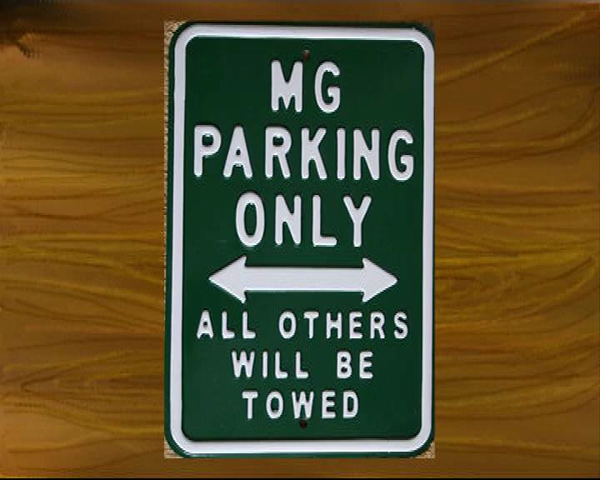 MG
PARKING
ONLY
ALL OTHERS
WILL BE
TOWED